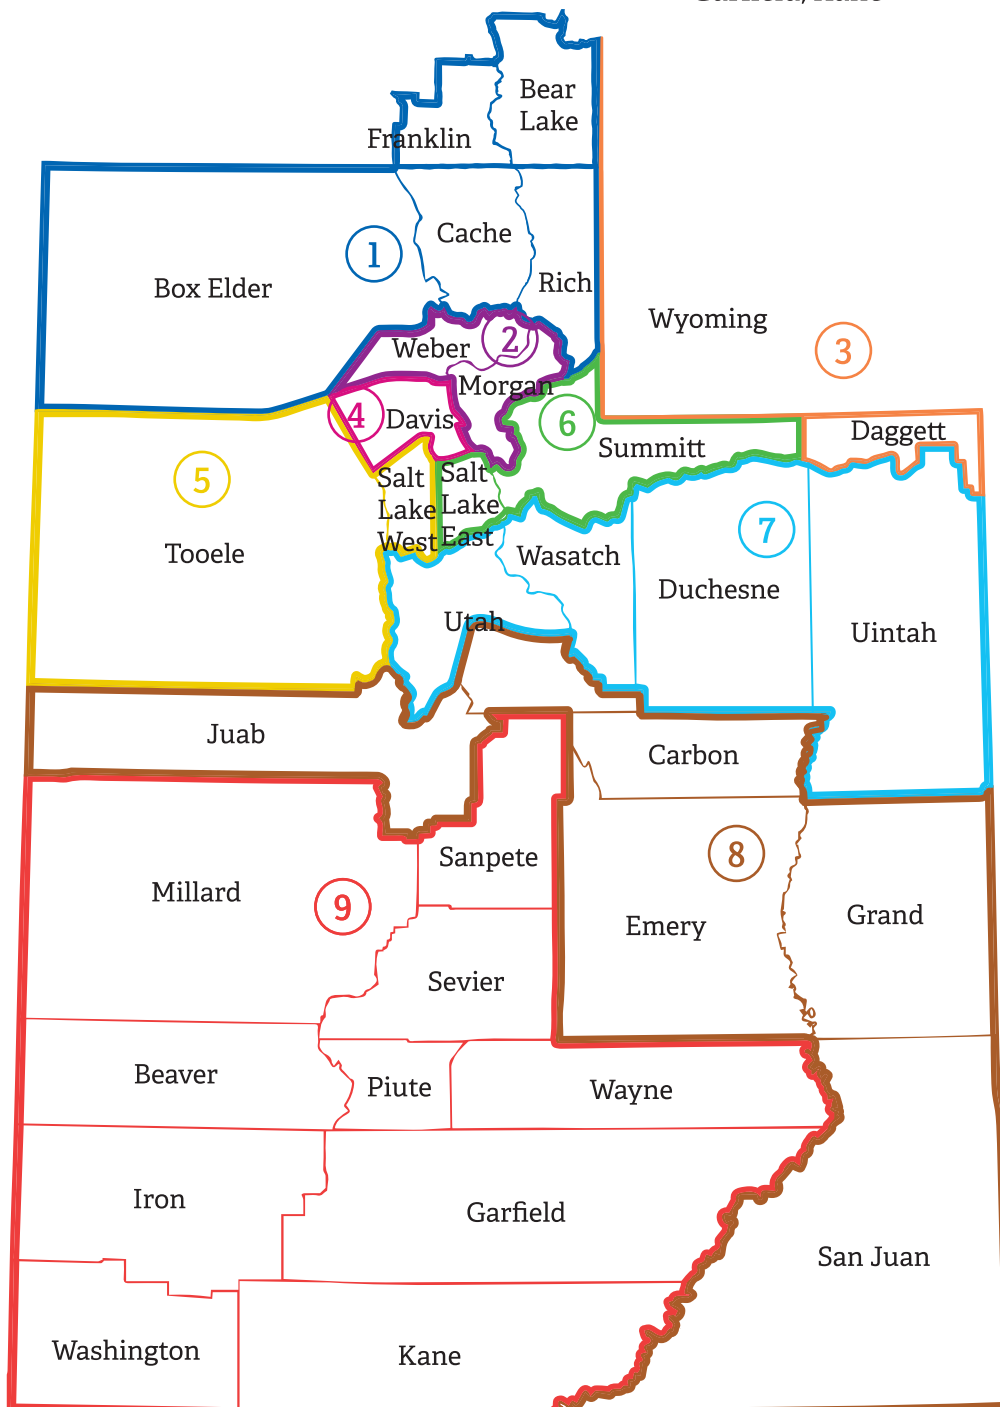 Bear
Lake
Franklin
Cache
1
Rich
Box Elder
Wyoming
2
3
Weber
Morgan
4
Davis
6
Daggett
Summitt
5
Salt
Lake
West
Salt
Lake
East
7
Tooele
Wasatch
Duchesne
Utah
Uintah
Juab
Carbon
Sanpete
8
Millard
9
Emery
Grand
Sevier
Beaver
Piute
Wayne
Iron
Garfield
San Juan
Washington
Kane